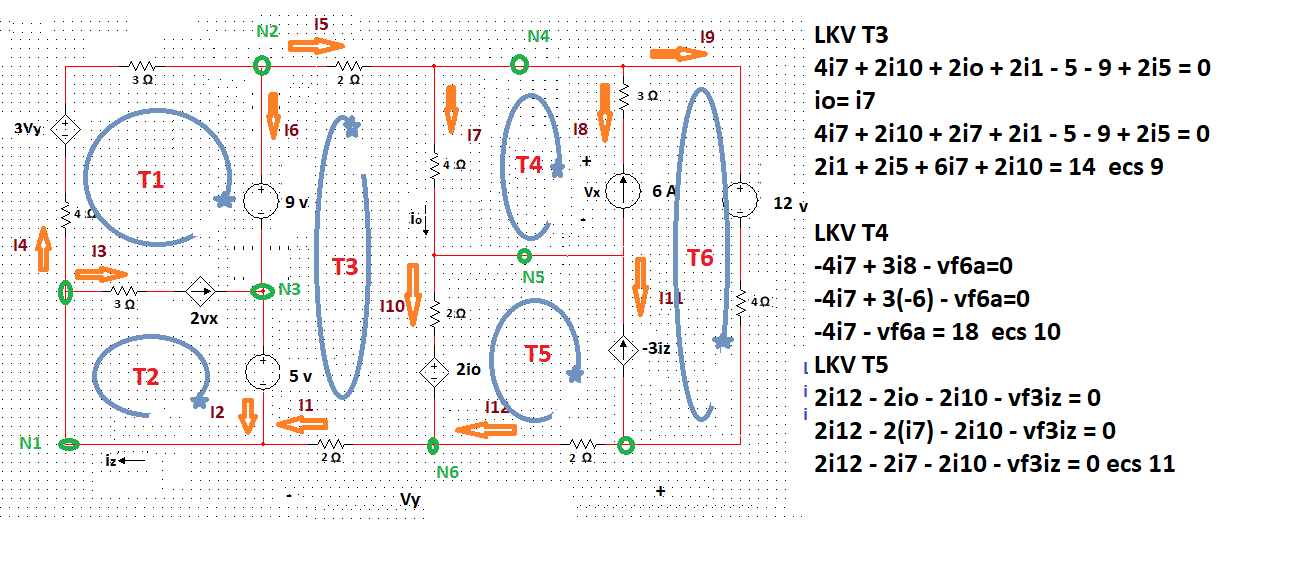 I5
N2
N4
I9
3 Ω
2 Ω
3Vy
+
-
I6
I7
I8
3 Ω
T1
T4
+
4 Ω
+
-
9 v
4 Ω
Vx
6 A
+
-
12 v
io
-
I4
I3
T3
T6
N5
3 Ω
N3
2vx
I10
2Ω
I11
4Ω
T2
+
-
5 v
+
-
2io
T5
-3iz
I2
I1
I12
N1
iz
2 Ω
N6
2 Ω
-
Vy
+
LKV T3
4i7 + 2i10 + 2io + 2i1 - 5 - 9 + 2i5 = 0
io= i7
4i7 + 2i10 + 2i7 + 2i1 - 5 - 9 + 2i5 = 0
2i1 + 2i5 + 6i7 + 2i10 = 14 ecs 9
LKV T4
-4i7 + 3i8 - vf6a=0
-4i7 + 3(-6) - vf6a=0
-4i7 - vf6a = 18 ecs 10
LKV T5
2i12 - 2io - 2i10 - vf3iz = 0
2i12 - 2(i7) - 2i10 - vf3iz = 0
2i12 - 2i7 - 2i10 - vf3iz = 0 ecs 11